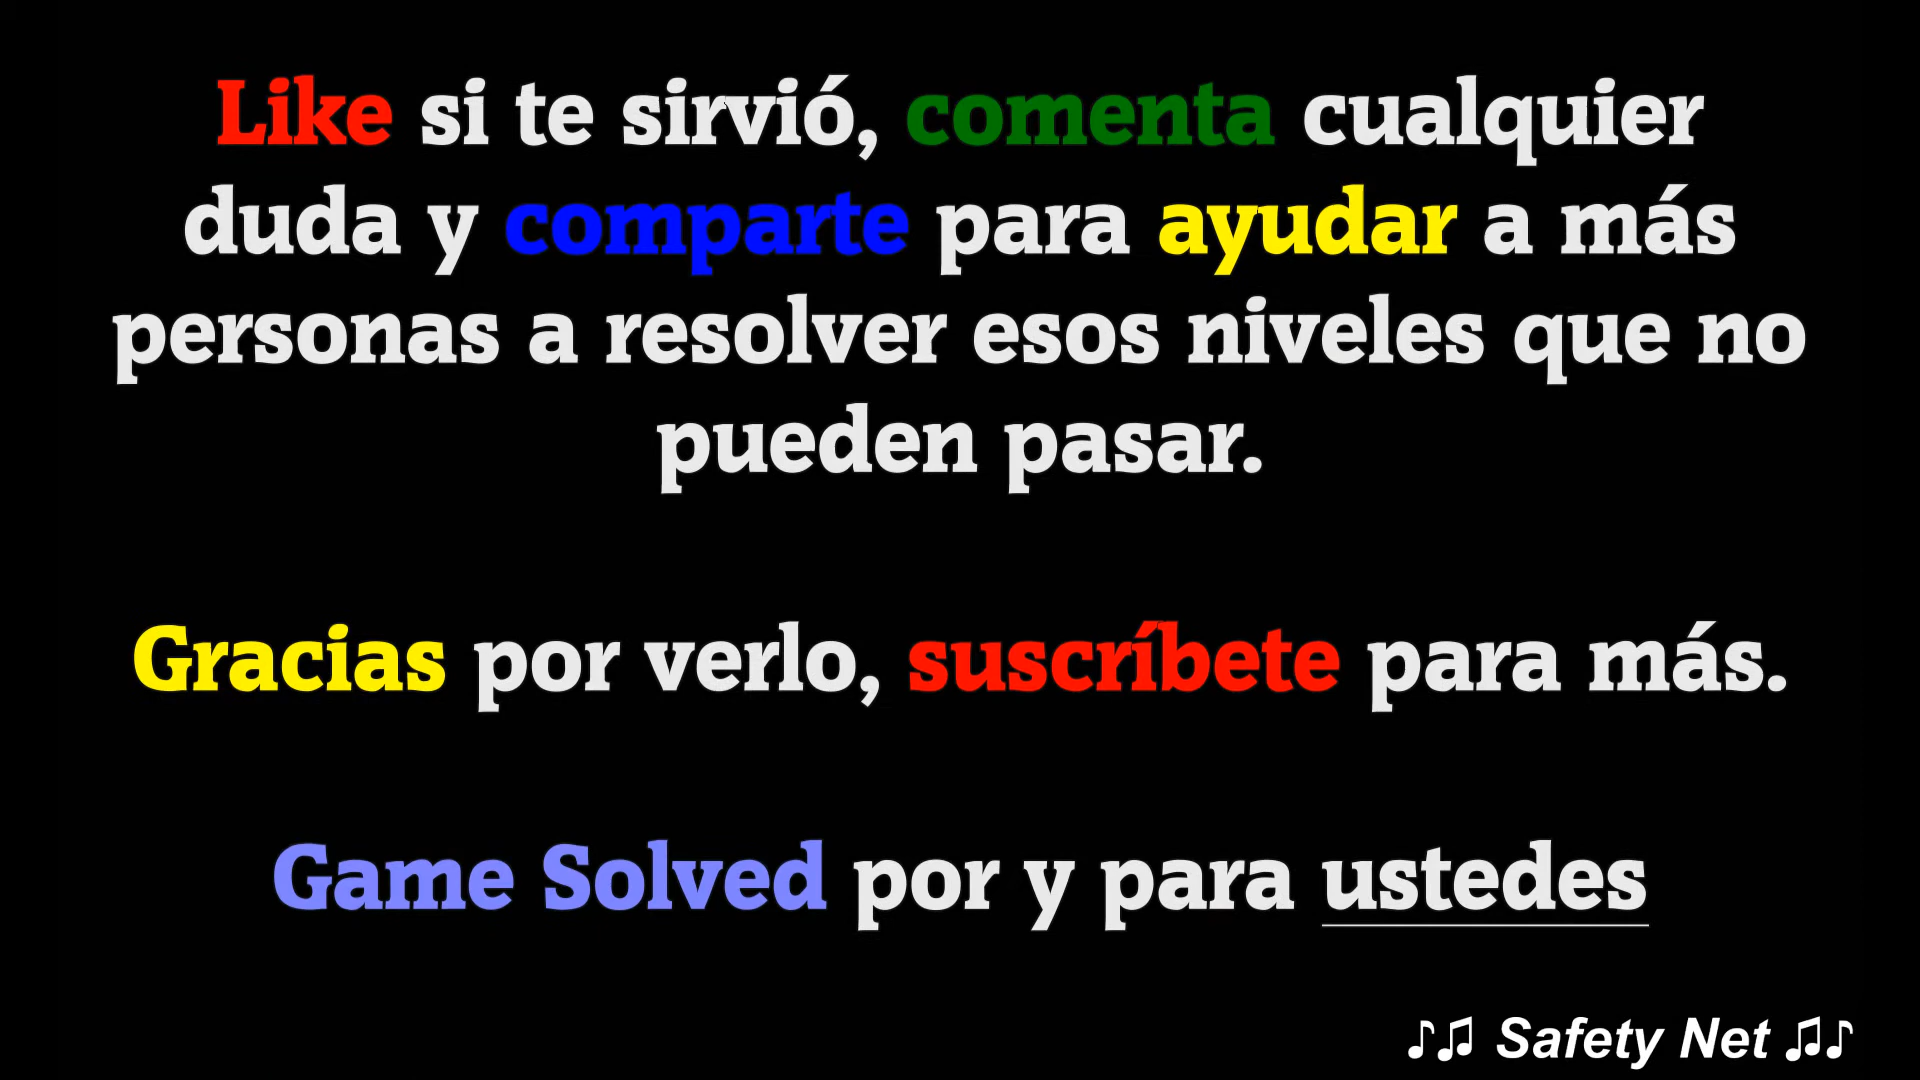 Like si te sirvió, comenta cualquier
duda y comparte para ayudar a más
personas a resolver esos niveles que no
pueden pasar.
Gracias por verlo, suscríbete para más.
Game Solved por y para ustedes
♪♫ Safety Net ♫♪